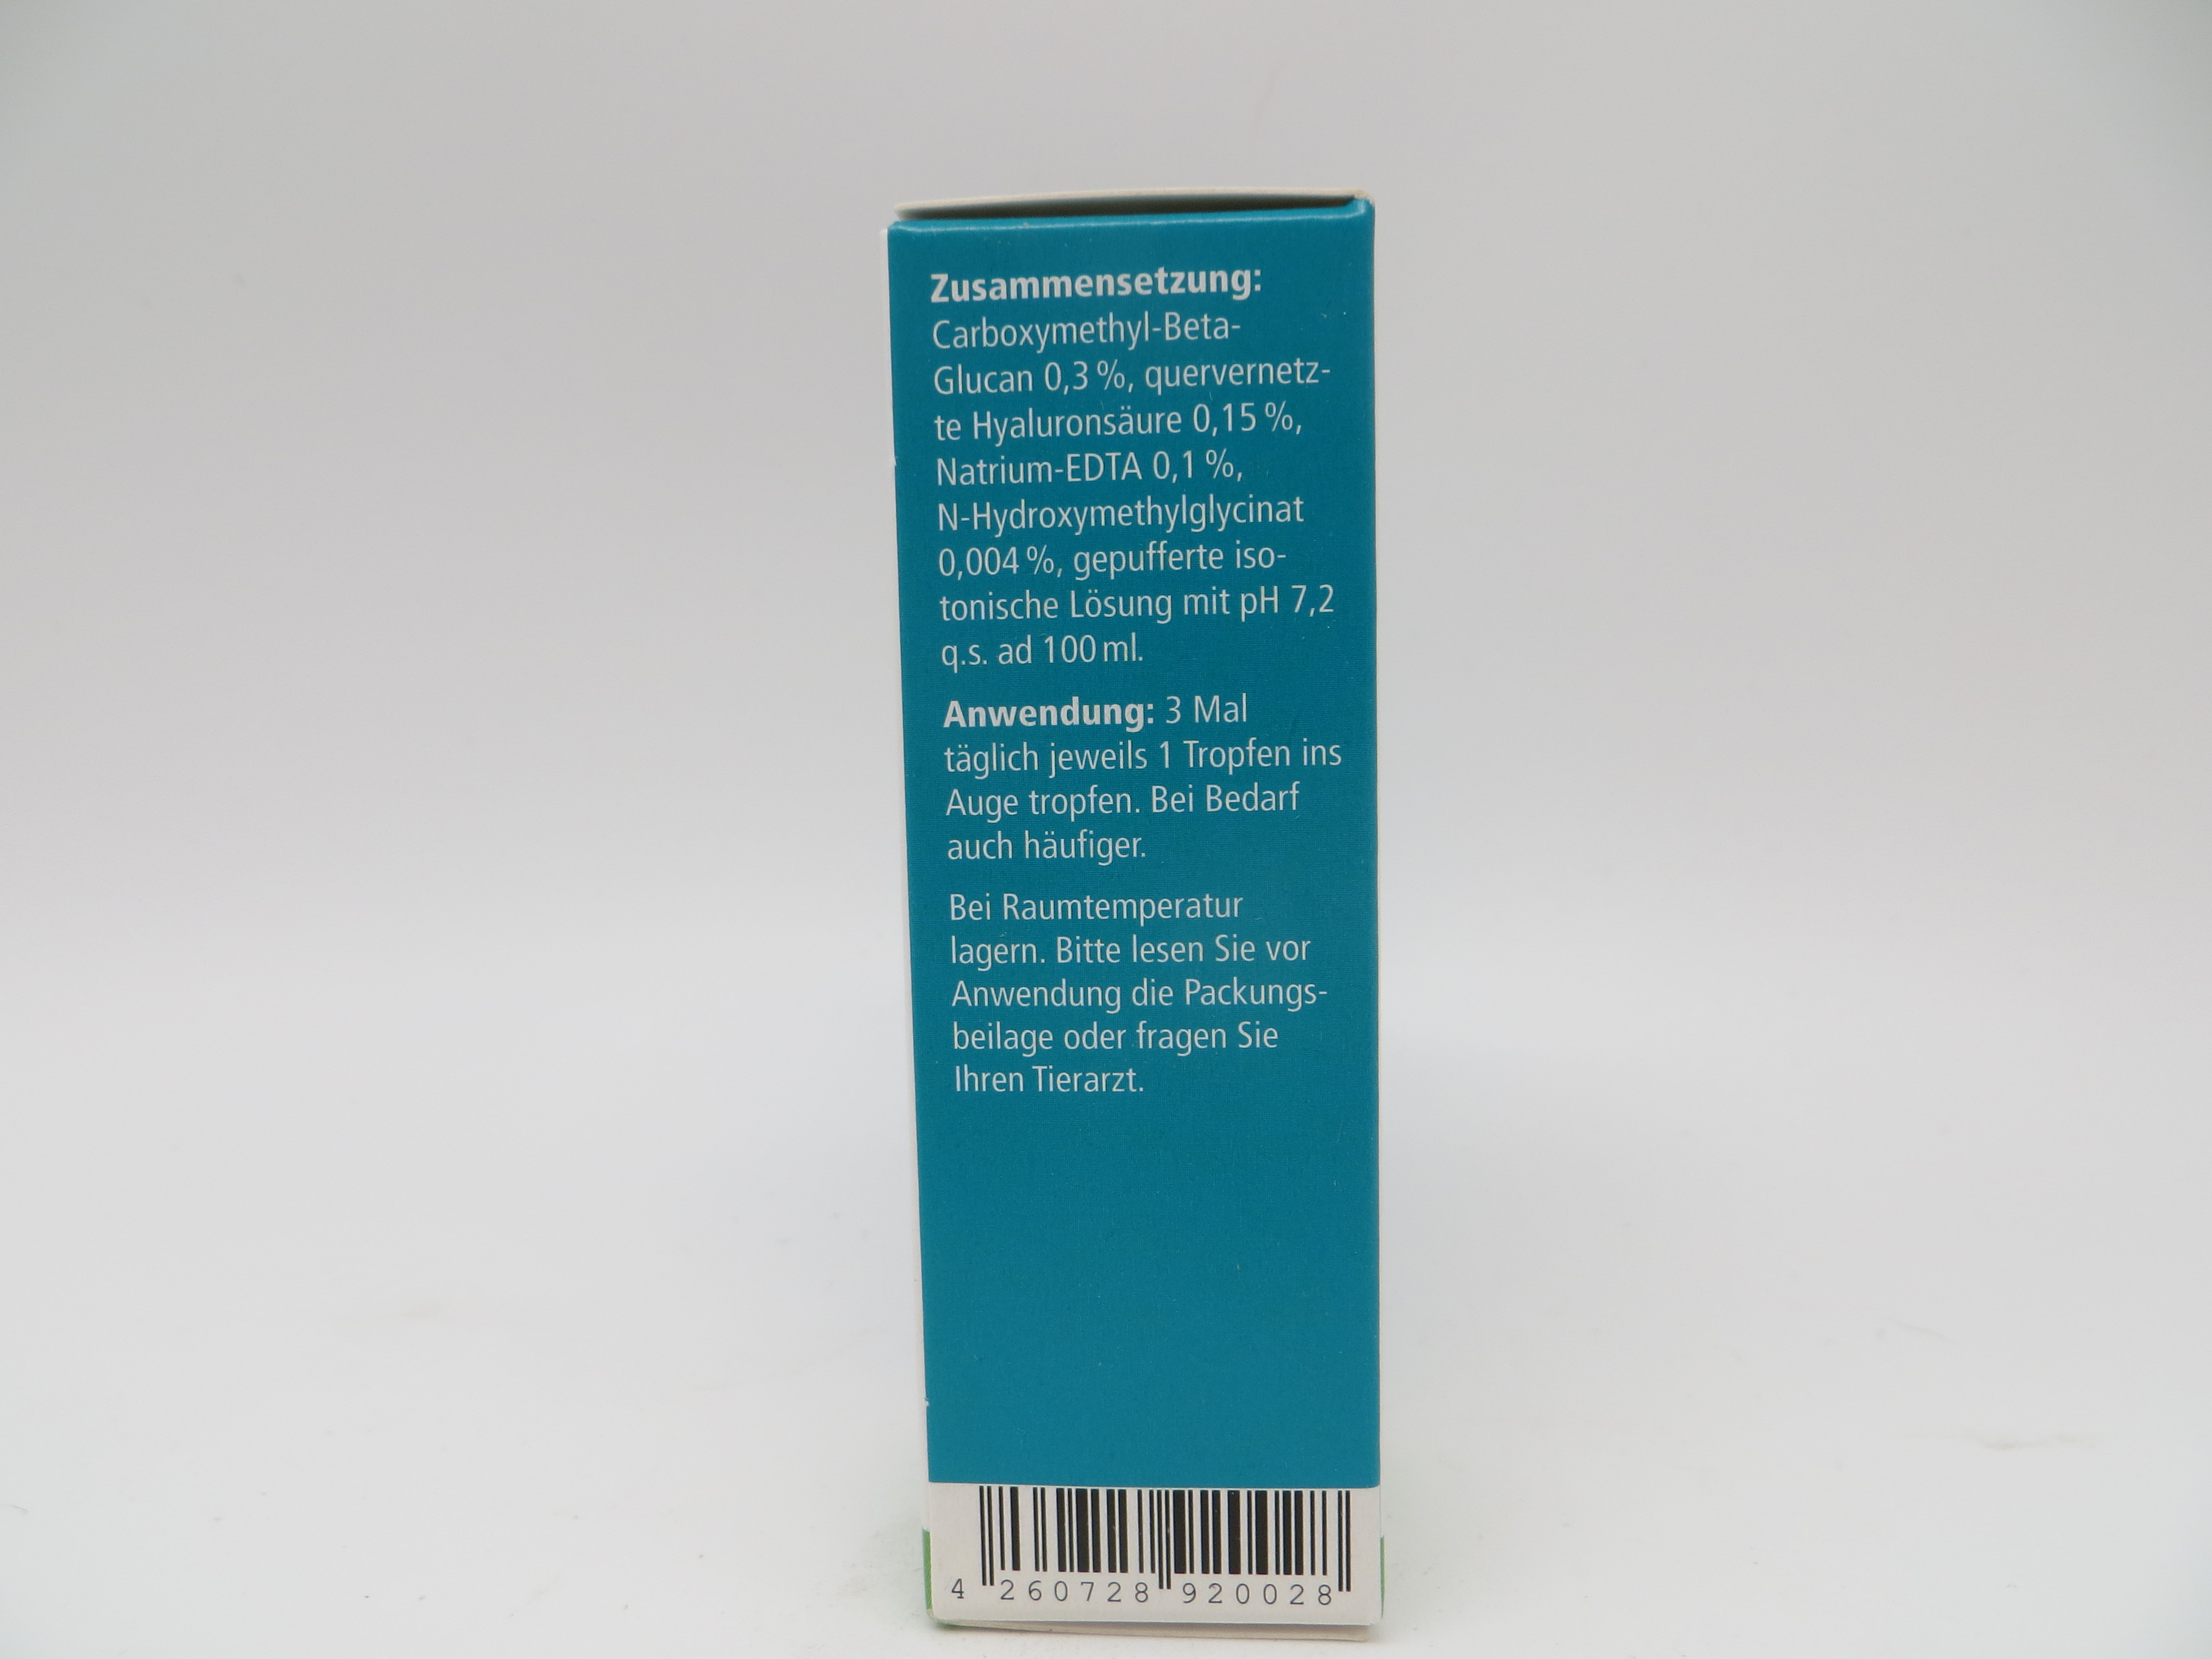 Zusammensetzung:
Carboxymethyl-Beta-
Glucan 0,3 %, quervernetz-
te Hyaluronsäure 0,15 %,
Natrium-EDTA 0,1 %,
N-Hydroxymethylglycinat
0,004 %, gepufferte iso-
tonische Lösung mit pH 7,2
q.s. ad 100 ml.
Anwendung: 3 Mal
täglich jeweils 1 Tropfen ins
Auge tropfen. Bei Bedarf
auch häufiger.
Bei Raumtemperatur
lagern. Bitte lesen Sie vor
Anwendung die Packungs-
beilage oder fragen Sie
Ihren Tierarzt.
4 260728 920028